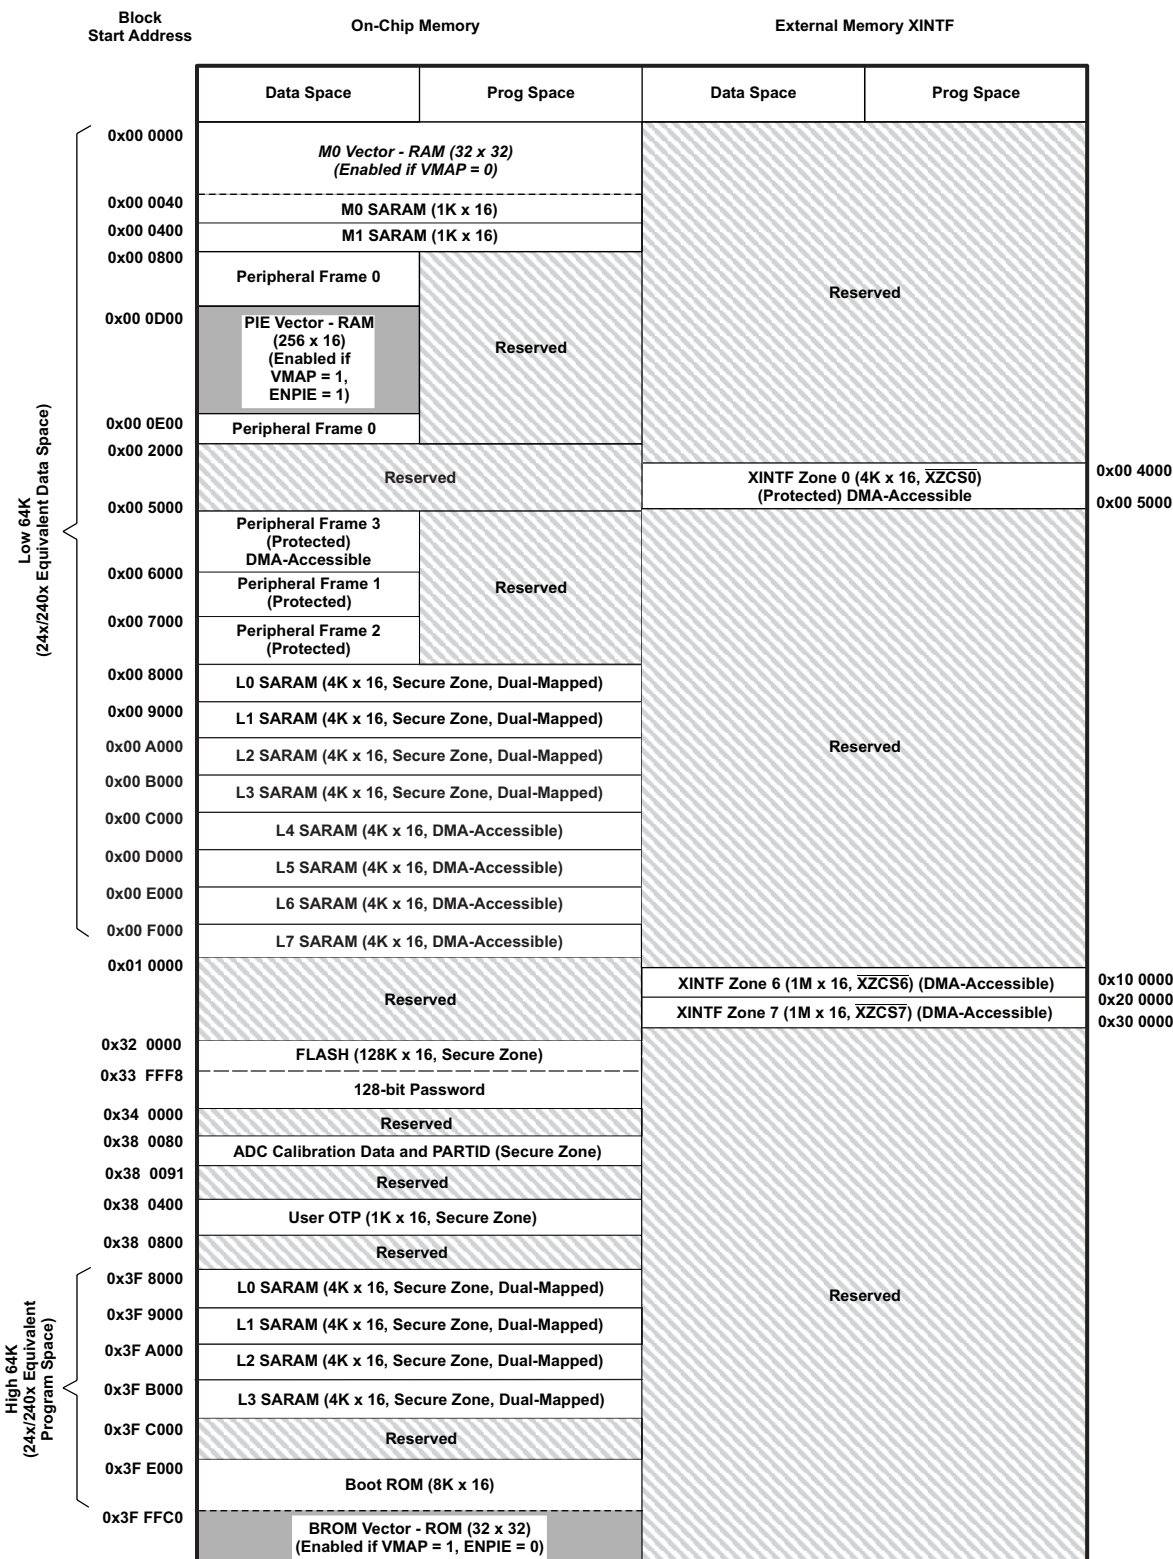 Block
Start Address
On-Chip Memory
External Memory XINTF
Data Space
Prog Space
Data Space
Prog Space
Low 64K
(24x/240x Equivalent Data Space)
0x00 0000
M0 Vector - RAM (32 x 32)
(Enabled if VMAP = 0)
0x00 0040
M0 SARAM (1K x 16)
0x00 0400
M1 SARAM (1K x 16)
0x00 0800
Peripheral Frame 0
Reserved
0x00 0D00
PIE Vector - RAM
(256 x 16)
(Enabled if
VMAP = 1,
ENPIE = 1)
Reserved
0x00 0E00
Peripheral Frame 0
0x00 2000
Reserved
XINTF Zone 0 (4K x 16, XZCS0)
(Protected) DMA-Accessible
0x00 4000
0x00 5000
0x00 5000
Peripheral Frame 3
(Protected)
DMA-Accessible
0x00 6000
Peripheral Frame 1
(Protected)
Reserved
0x00 7000
Peripheral Frame 2
(Protected)
0x00 8000
L0 SARAM (4K x 16, Secure Zone, Dual-Mapped)
0x00 9000
L1 SARAM (4K x 16, Secure Zone, Dual-Mapped)
0x00 A000
L2 SARAM (4K x 16, Secure Zone, Dual-Mapped)
Reserved
0x00 B000
L3 SARAM (4K x 16, Secure Zone, Dual-Mapped)
0x00 C000
L4 SARAM (4K x 16, DMA-Accessible)
0x00 D000
L5 SARAM (4K x 16, DMA-Accessible)
0x00 E000
L6 SARAM (4K x 16, DMA-Accessible)
0x00 F000
L7 SARAM (4K x 16, DMA-Accessible)
0x01 0000
Reserved
XINTF Zone 6 (1M x 16, XZCS6) (DMA-Accessible)
0x10 0000
0x20 0000
XINTF Zone 7 (1M x 16, XZCS7) (DMA-Accessible)
0x30 0000
0x32 0000
FLASH (128K x 16, Secure Zone)
0x33 FFF8
128-bit Password
0x34 0000
Reserved
0x38 0080
ADC Calibration Data and PARTID (Secure Zone)
0x38 0091
Reserved
0x38 0400
User OTP (1K x 16, Secure Zone)
0x38 0800
Reserved
High 64K
(24x/240x Equivalent
Program Space)
0x3F 8000
L0 SARAM (4K x 16, Secure Zone, Dual-Mapped)
Reserved
0x3F 9000
L1 SARAM (4K x 16, Secure Zone, Dual-Mapped)
0x3F A000
L2 SARAM (4K x 16, Secure Zone, Dual-Mapped)
0x3F B000
L3 SARAM (4K x 16, Secure Zone, Dual-Mapped)
0x3F C000
Reserved
0x3F E000
Boot ROM (8K x 16)
0x3F FFC0
BROM Vector - ROM (32 x 32)
(Enabled if VMAP = 1, ENPIE = 0)